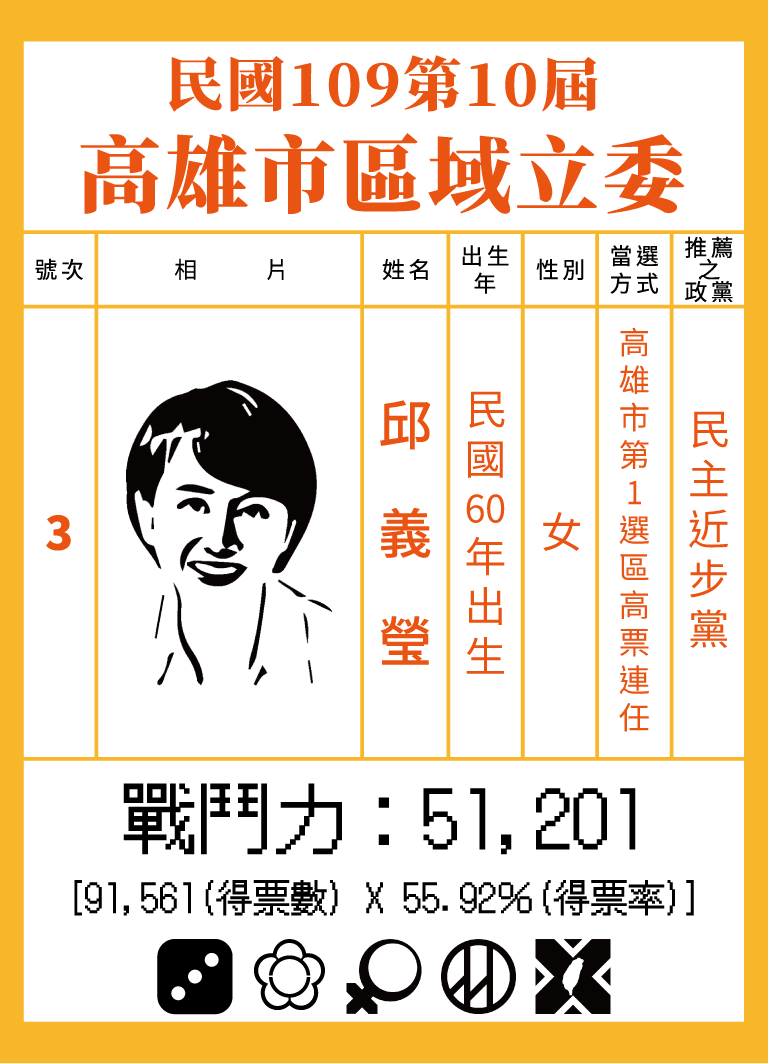 民國109第10屆
高雄市區域立委
號次
相 片
姓名
出生年
性別
當選方式
推薦之政黨
3
邱義瑩
民國60年出生
女
高雄市第1選區高票連任
民主近步黨
戰鬥力：51,201
[91,561(得票數) X 55.92%(得票率)]